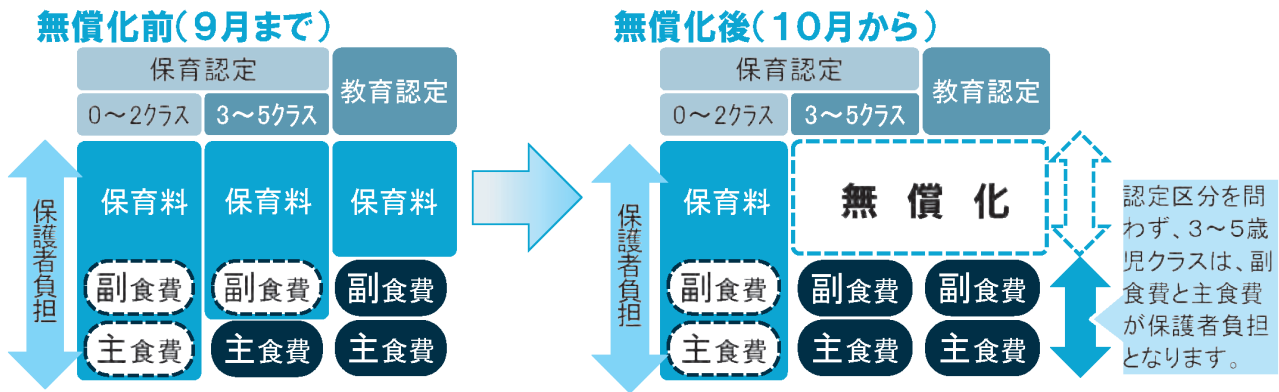 無償化前(9月まで)
保育認定
教育認定
0~2クラス
3~5クラス
保護者負担
保育料
保育料
保育料
副食費
副食費
副食費
主食費
主食費
主食費
無償化後(10月から)
保育認定
教育認定
0~2クラス
3~5クラス
保護者負担
保育料
無償化
副食費
副食費
副食費
主食費
主食費
主食費
認定区分を問
わず、3~5歳
児クラスは、副
食費と主食費
が保護者負担
となります。